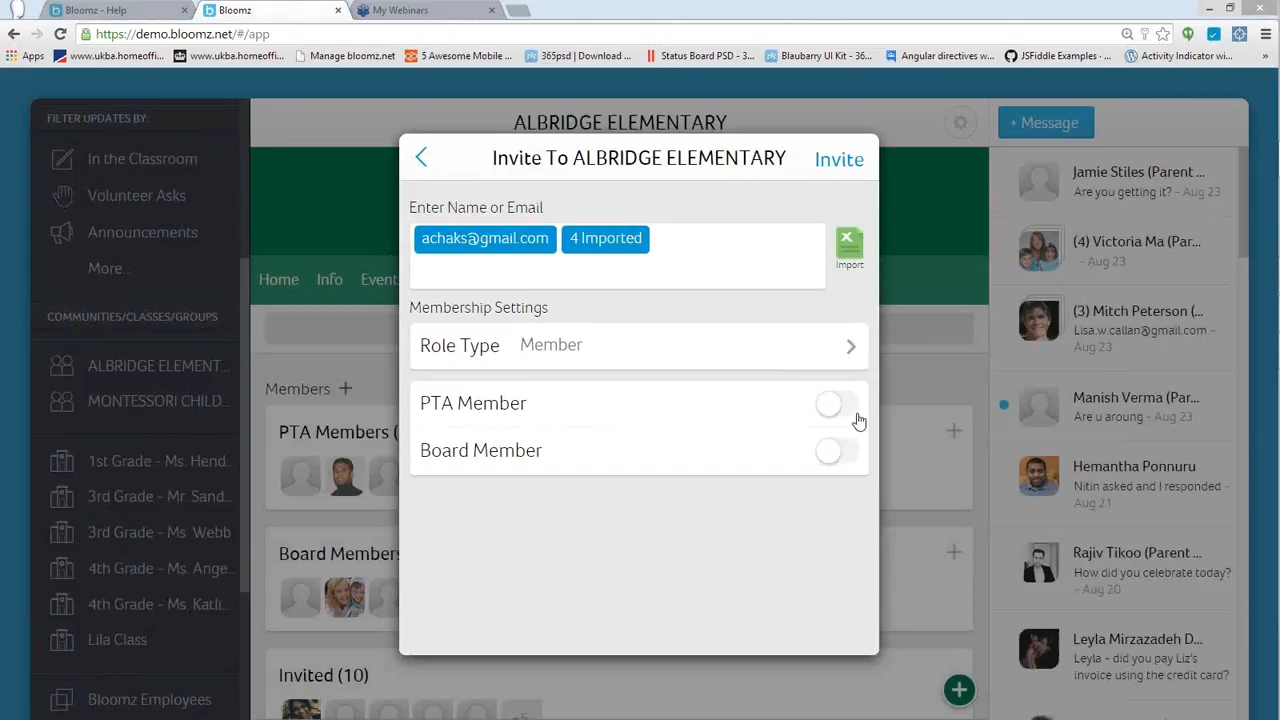 Bloomz - Help
Bloomz
My Webinars
https://demo.bloomz.net/#/app
Apps
www.ukba.homeoffi...
www.ukba.homeoffi...
Manage bloomz.net
5 Awesome Mobile ...
365psd | Download ...
Status Board PSD - 3...
Blaubarry UI Kit - 36...
Angular directives w...
JSFiddle Examples · ...
Activity Indicator wi...
»
FILTER UPDATES BY:
In the Classroom
Volunteer Asks
Announcements
More...
COMMUNITIES/CLASSES/GROUPS
ALBRIDGE ELEMENT...
MONTESSORI CHILD...
1st Grade - Ms. Hend...
3rd Grade - Mr. Sand...
3rd Grade - Ms. Webb
4th Grade - Ms. Ange...
4th Grade - Ms. Katli...
Lila Class
Bloomz Employees
ALBRIDGE ELEMENTARY
Home Info Event
Members +
PTA Members (
Board Members
Invited (10)
+5
Invite To ALBRIDGE ELEMENTARY
Invite
Enter Name or Email
achaks@gmail.com
4 Imported
Import
Membership Settings
Role Type Member
PTA Member
Board Member
+ Message
Jamie Stiles (Parent ...
Are you getting it? - Aug 23
(4) Victoria Ma (Par...
- Aug 23
(3) Mitch Peterson (...
Lisa.w.callan@gmail.com -
Aug 23
Manish Verma (Par...
Are u aroung - Aug 23
Hemantha Ponnuru
Nitin asked and I responded -
Aug 21
Rajiv Tikoo (Parent ...
How did you celebrate today?
- Aug 20
Leyla Mirzazadeh D...
Leyla - did you pay Liz's
invoice using the credit card?